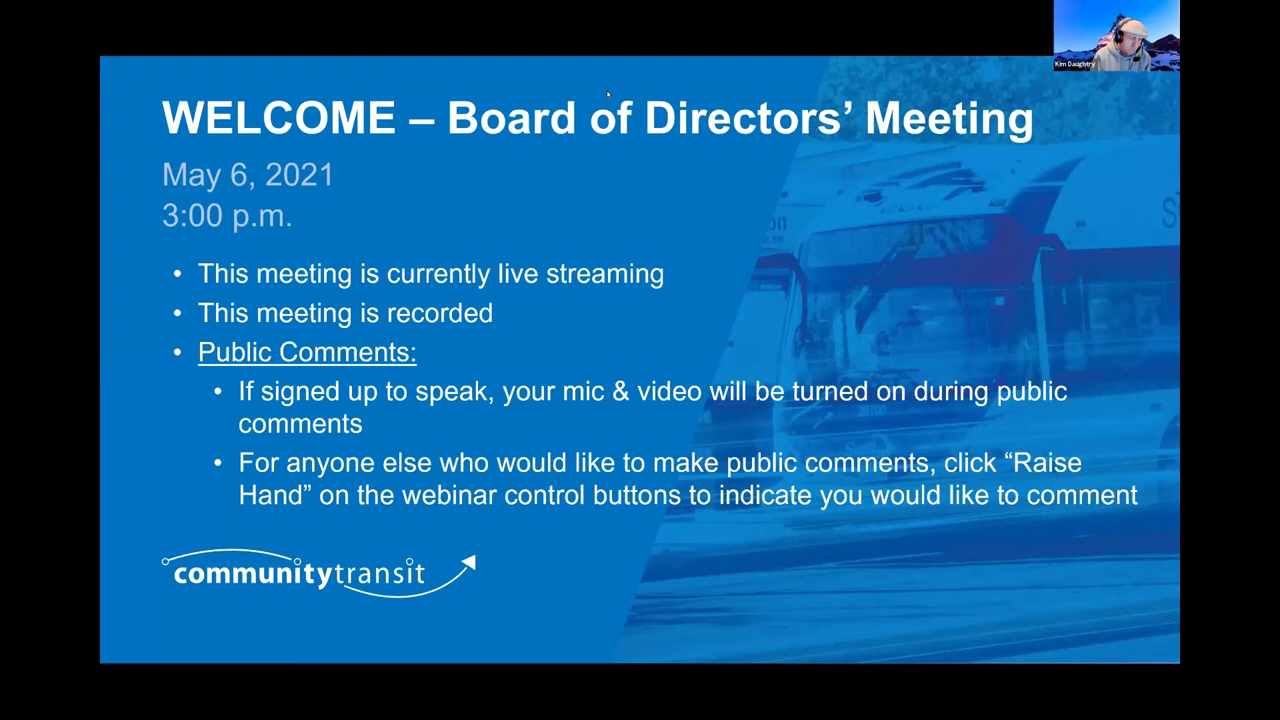 Kim Daughtry
WELCOME – Board of Directors’ Meeting
May 6, 2021
3:00 p.m.
• This meeting is currently live streaming
• This meeting is recorded
• Public Comments:
• If signed up to speak, your mic & video will be turned on during public
comments
• For anyone else who would like to make public comments, click “Raise
Hand” on the webinar control buttons to indicate you would like to comment
communitytransit